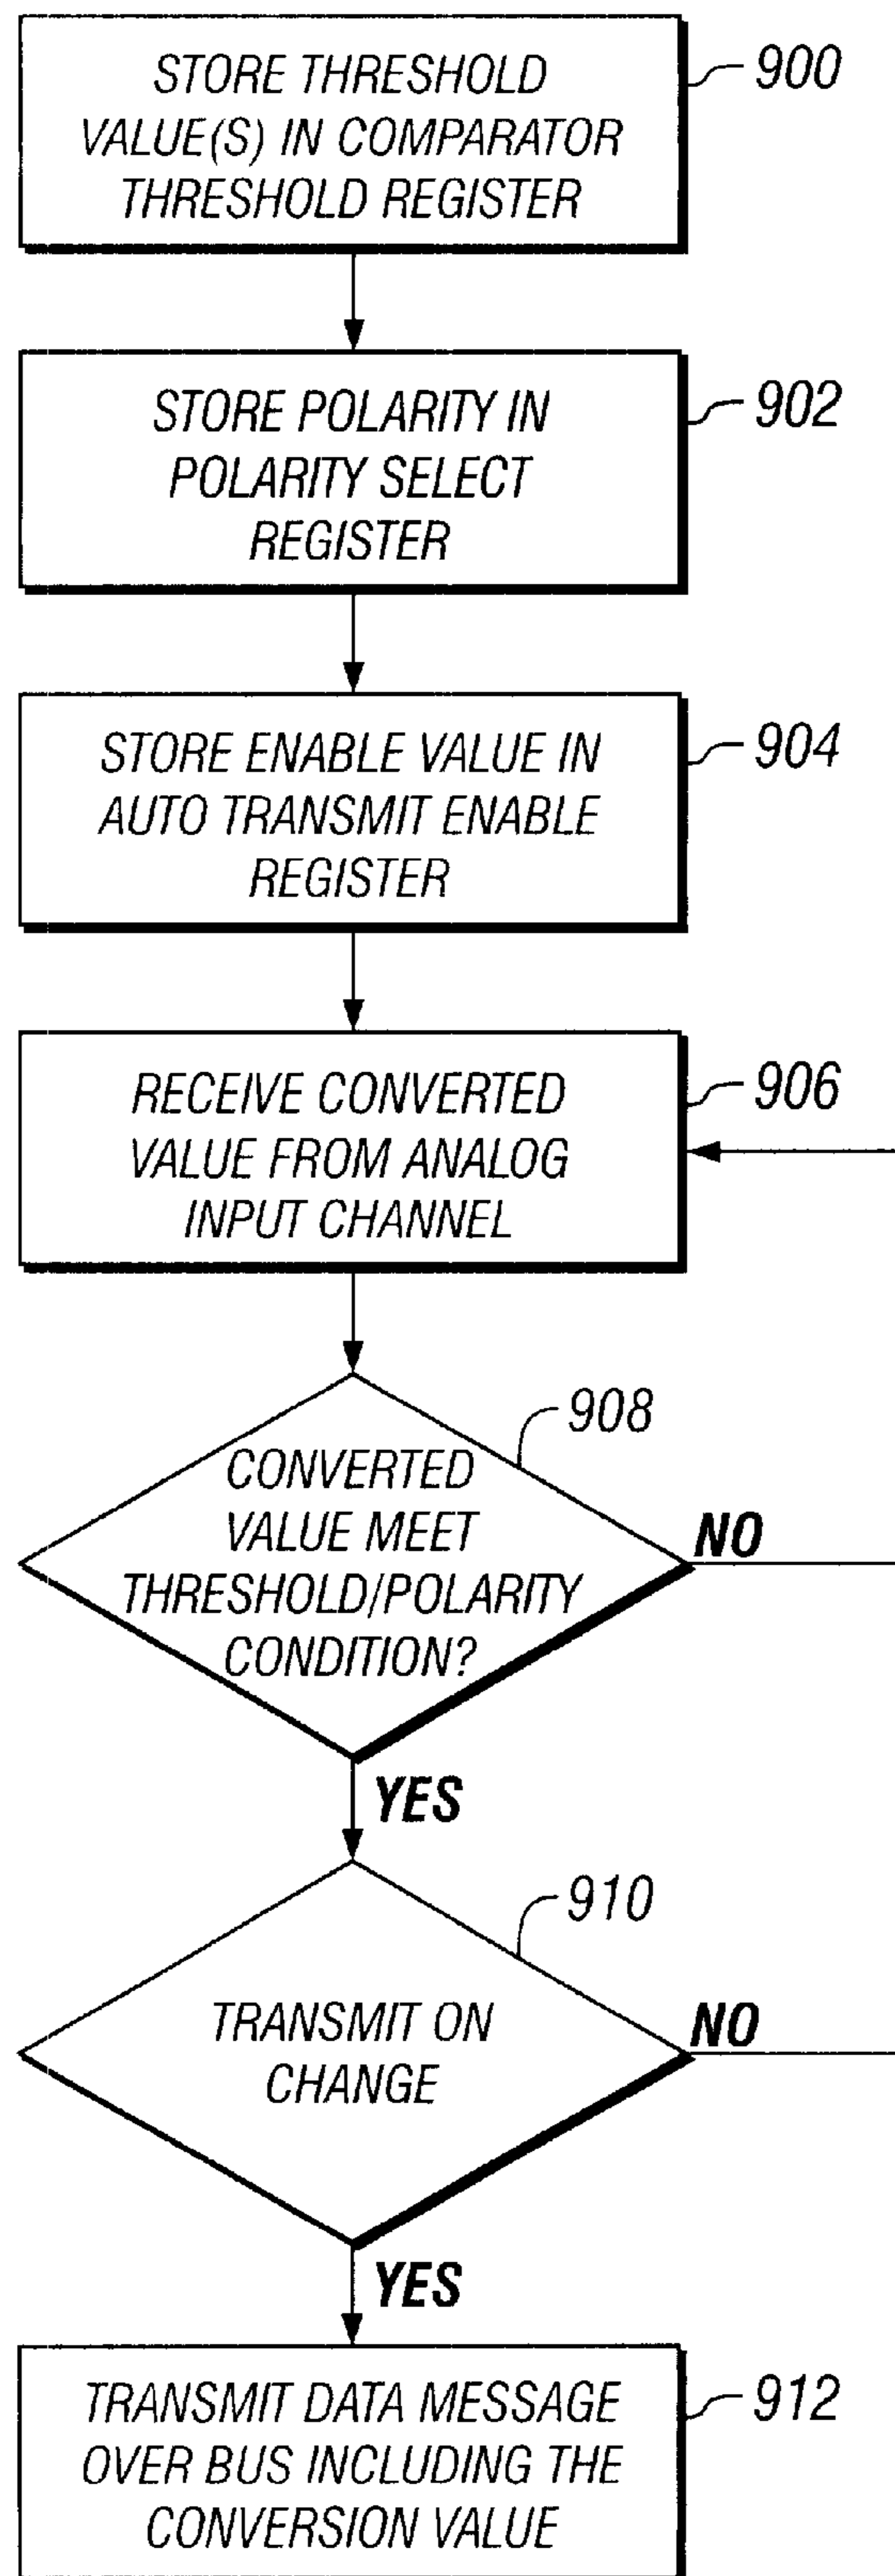 STORE THRESHOLD
VALUE(S) IN COMPARATOR
THRESHOLD REGISTER
900
STORE POLARITY IN
POLARITY SELECT
REGISTER
902
STORE ENABLE VALUE IN
AUTO TRANSMIT ENABLE
REGISTER
904
RECEIVE CONVERTED
VALUE FROM ANALOG
INPUT CHANNEL
906
908
CONVERTED
VALUE MEET
THRESHOLD/POLARITY
CONDITION?
NO
YES
910
TRANSMIT ON
CHANGE
NO
YES
TRANSMIT DATA MESSAGE
OVER BUS INCLUDING THE
CONVERSION VALUE
912